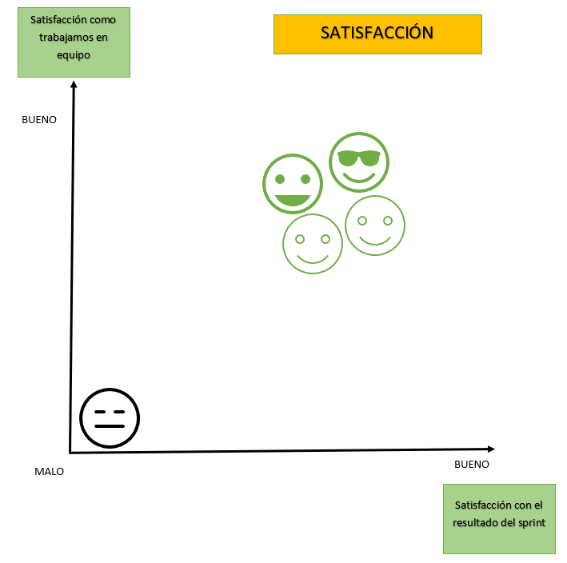 Satisfacción como
trabajamos en
equipo
SATISFACCIÓN
BUENO
MALO
BUENO
Satisfacción con el
resultado del sprint